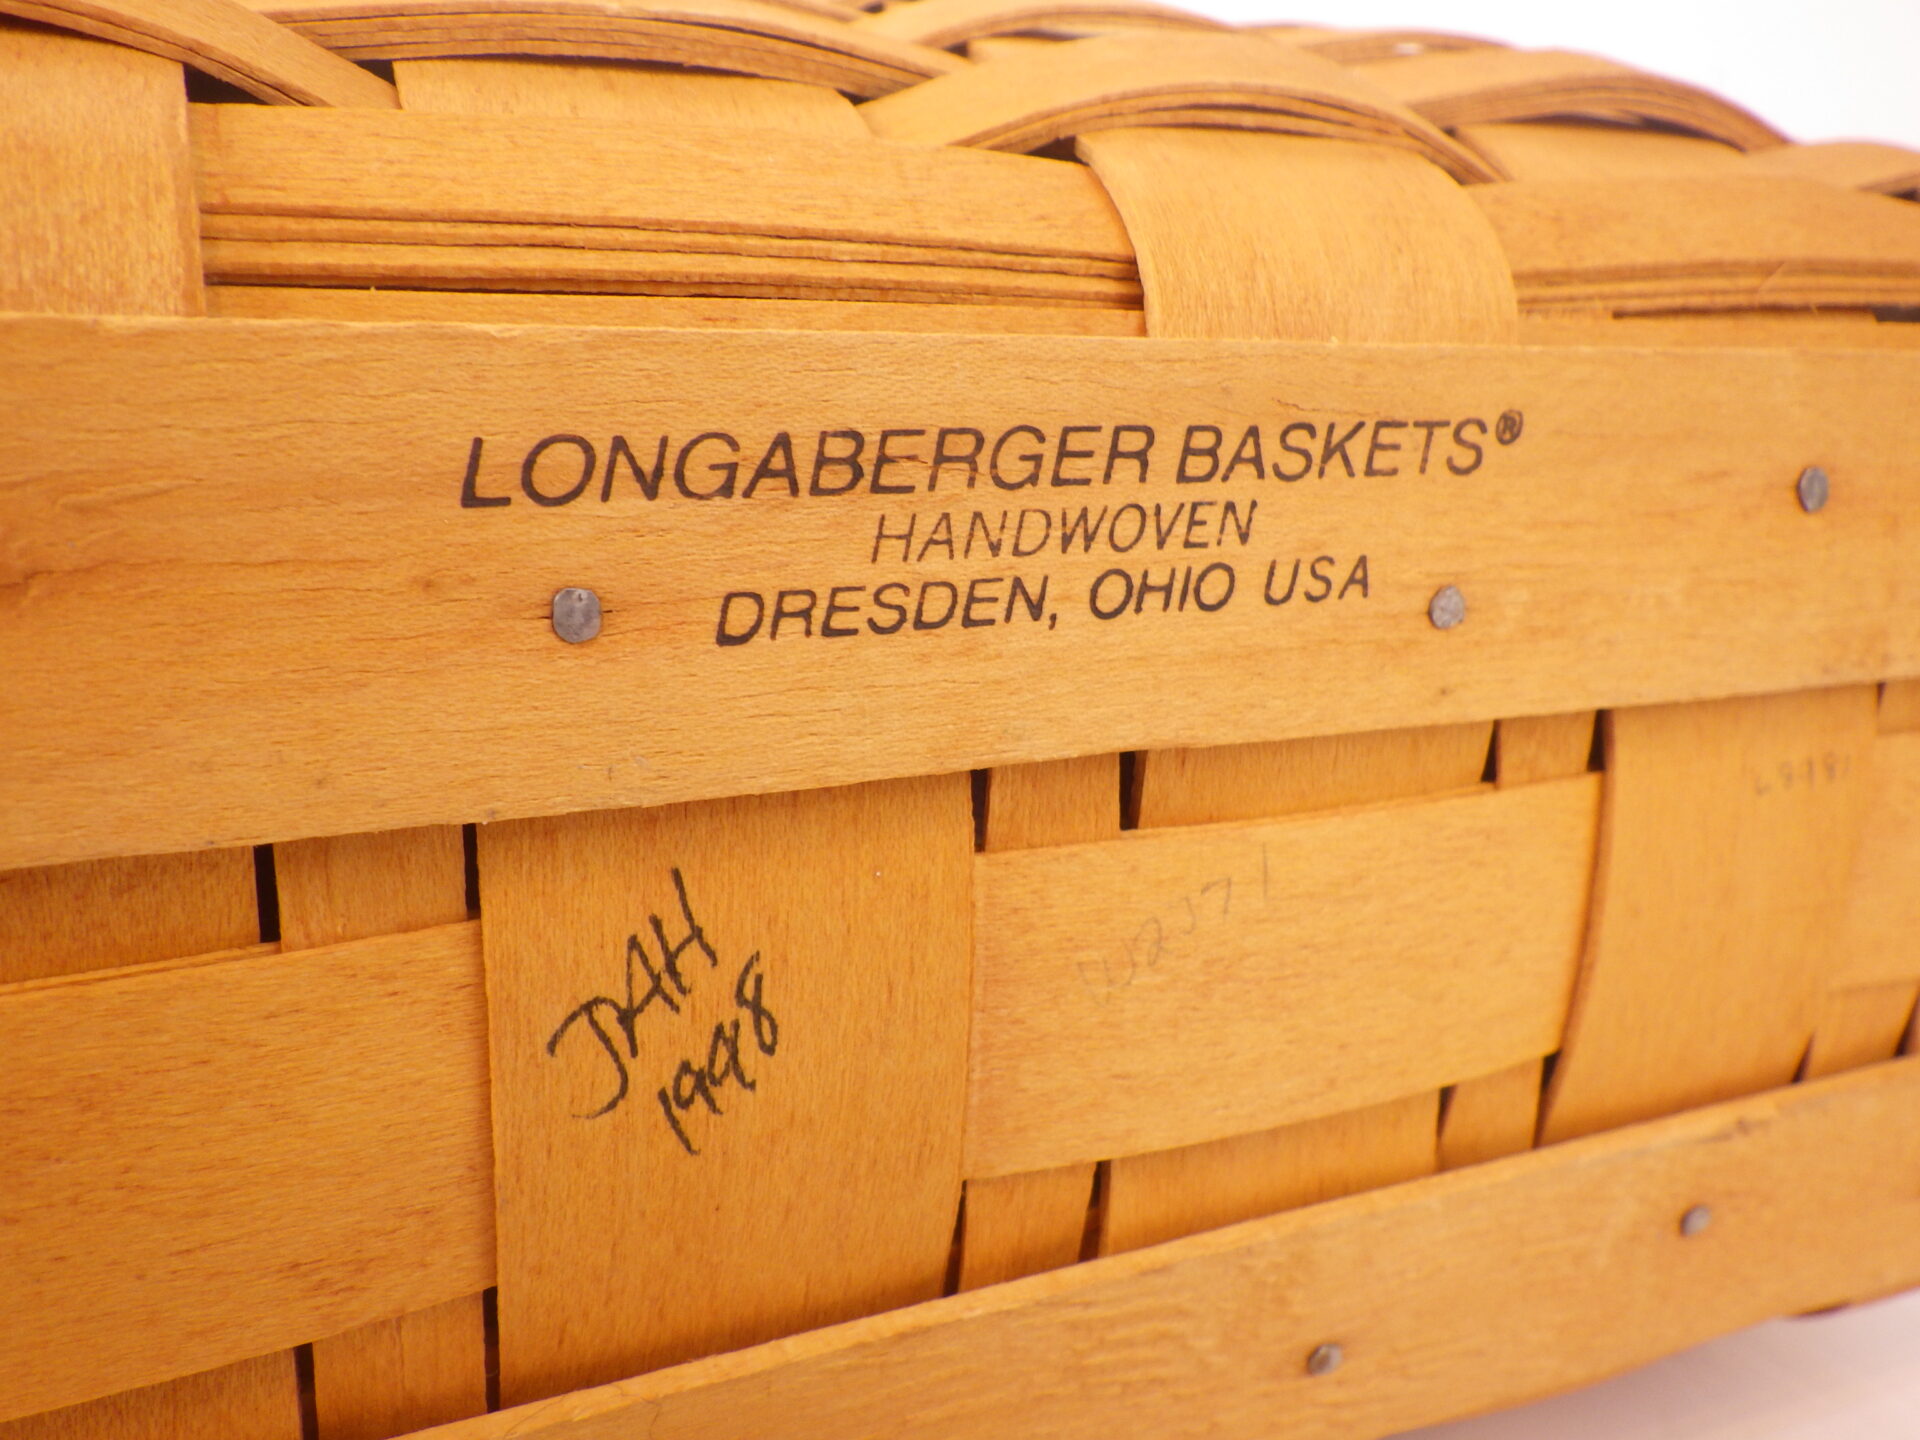 LONGABERGER BASKETS®
HANDWOVEN
DRESDEN, OHIO USA
JAH
1998